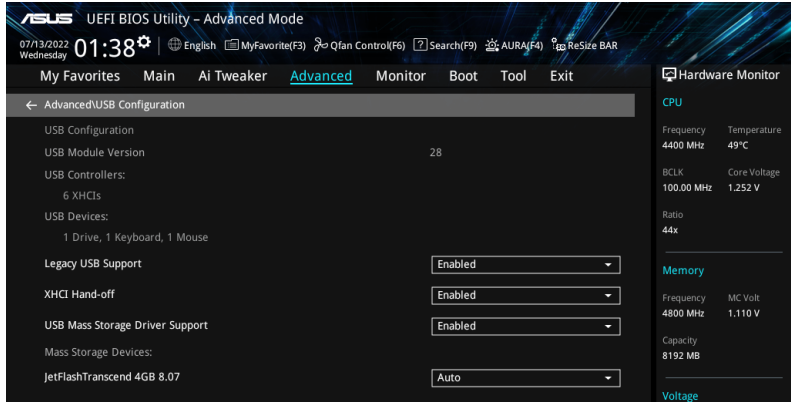 ASUS UEFI BIOS Utility – Advanced Mode
07/13/2022 Wednesday 01:38 English MyFavorite(F3) Qfan Control(F6) ? Search(F9) AURA(F4) ReSize BAR
My Favorites Main Ai Tweaker Advanced Monitor Boot Tool Exit
Hardware Monitor
← Advanced\USB Configuration
USB Configuration
USB Module Version 28
USB Controllers:
6 XHCIs
USB Devices:
1 Drive, 1 Keyboard, 1 Mouse
Legacy USB Support Enabled
XHCI Hand-off Enabled
USB Mass Storage Driver Support Enabled
Mass Storage Devices:
JetFlashTranscend 4GB 8.07 Auto
CPU
Frequency Temperature
4400 MHz 49°C
BCLK Core Voltage
100.00 MHz 1.252 V
Ratio
44x
Memory
Frequency MC Volt
4800 MHz 1.110 V
Capacity
8192 MB
Voltage